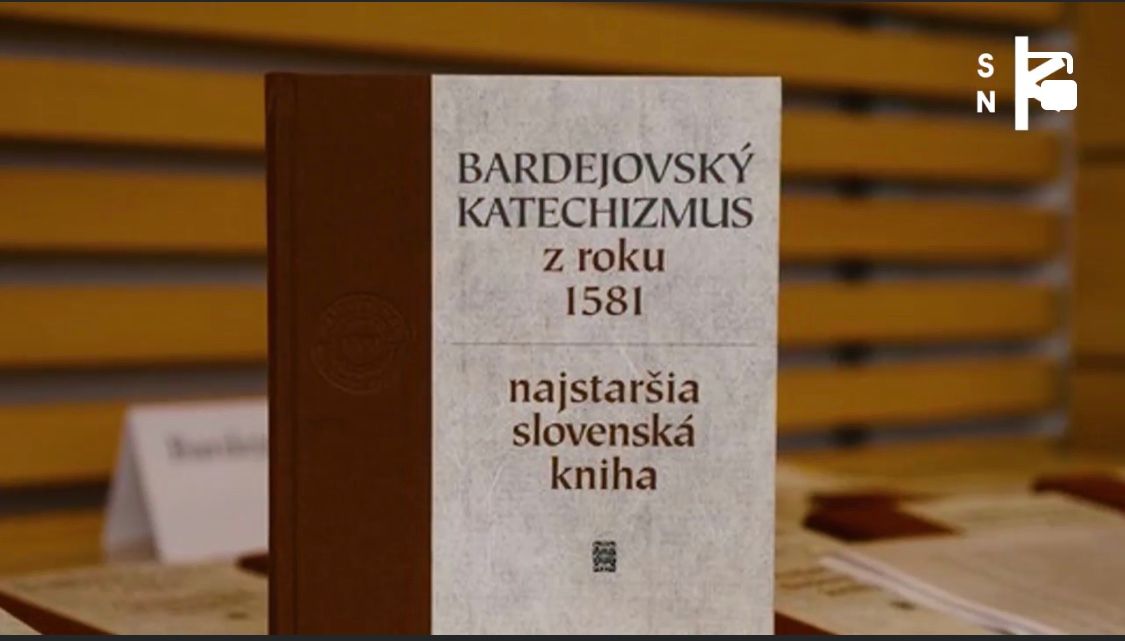 S
N
BARDEJOVSKÝ
KATECHIZMUS
z roku
1581
najstaršia
slovenská
kniha